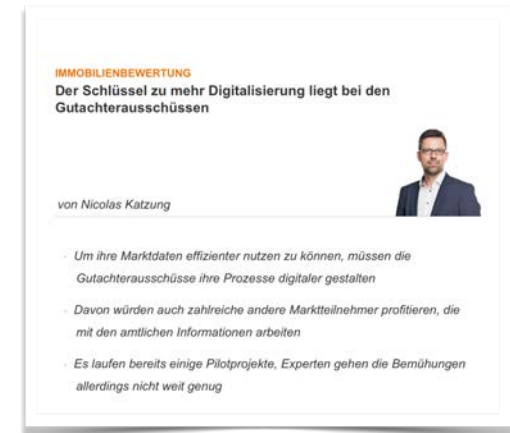 IMMOBILIENBEWERTUNG
Der Schlüssel zu mehr Digitalisierung liegt bei den
Gutachterausschüssen
von Nicolas Katzung
· Um ihre Marktdaten effizienter nutzen zu können, müssen die
Gutachterausschüsse ihre Prozesse digitaler gestalten
· Davon würden auch zahlreiche andere Marktteilnehmer profitieren, die
mit den amtlichen Informationen arbeiten
· Es laufen bereits einige Pilotprojekte, Experten gehen die Bemühungen
allerdings nicht weit genug